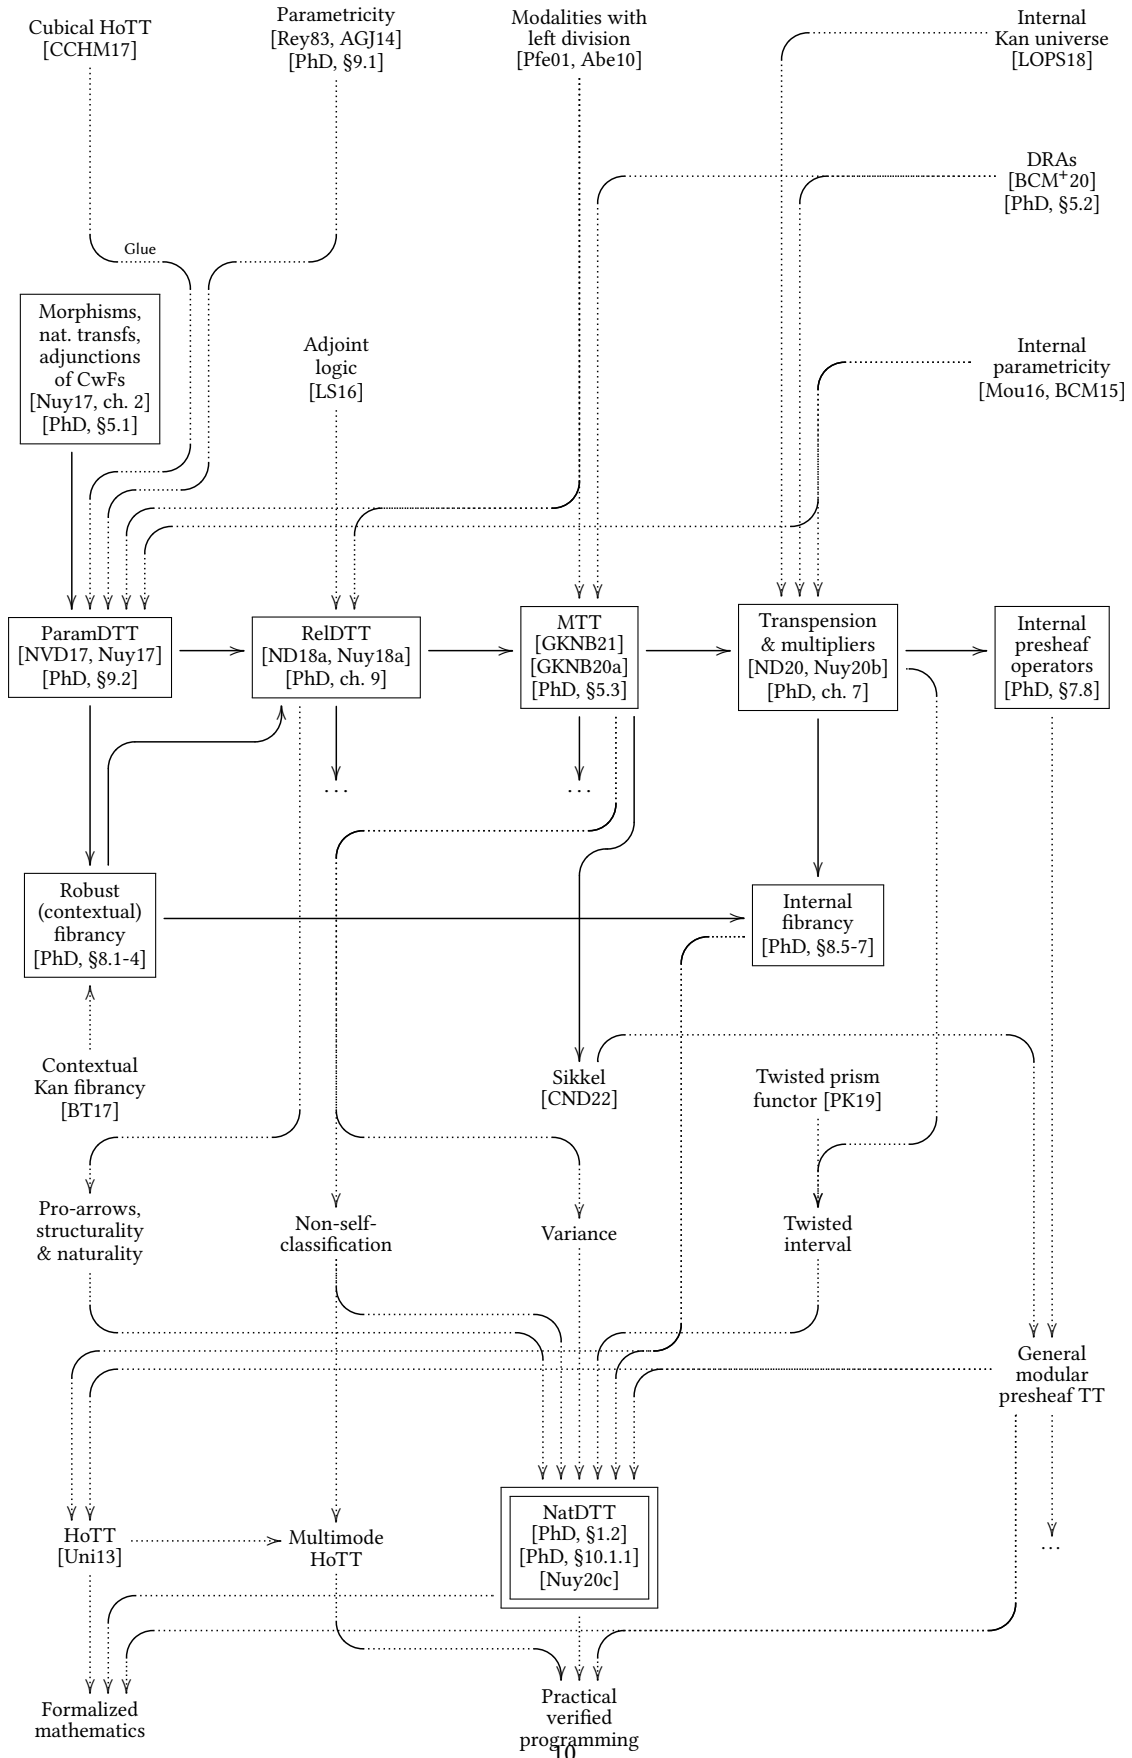 Cubical HoTT
[CCHM17]
Parametricity
[Rey83, AGJ14]
[PhD, §9.1]
Modalities with
left division
[Pfe01, Abe10]
Internal
Kan universe
[LOPS18]
DRAs
[BCM+20]
[PhD, §5.2]
Glue
Morphisms,
nat. transfs,
adjunctions
of CwFs
[Nuy17, ch. 2]
[PhD, §5.1]
Adjoint
logic
[LS16]
Internal
parametricity
[Mou16, BCM15]
ParamDTT
[NVD17, Nuy17]
[PhD, §9.2]
RelDTT
[ND18a, Nuy18a]
[PhD, ch. 9]
MTT
[GKNB21]
[GKNB20a]
[PhD, §5.3]
Transpension
& multipliers
[ND20, Nuy20b]
[PhD, ch. 7]
Internal
presheaf
operators
[PhD, §7.8]
...
...
Robust
(contextual)
fibrancy
[PhD, §8.1-4]
Internal
fibrancy
[PhD, §8.5-7]
Contextual
Kan fibrancy
[BT17]
Sikkel
[CND22]
Twisted prism
functor [PK19]
Pro-arrows,
structurality
& naturality
Non-self-
classification
Variance
Twisted
interval
General
modular
presheaf TT
HoTT
[Uni13]
Multimode
HoTT
NatDTT
[PhD, §1.2]
[PhD, §10.1.1]
[Nuy20c]
...
Formalized
mathematics
Practical
verified
programming
10